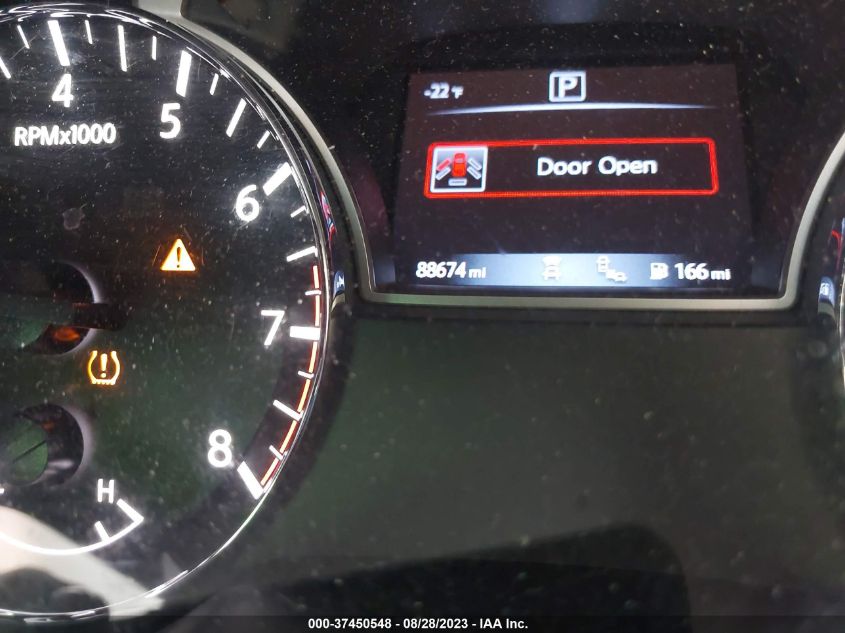 4
5
RPMx1000
6
7
8
H
-22 °F
P
Door Open
88674 mi 166 mi
000-37450548 - 08/28/2023 - IAA Inc.